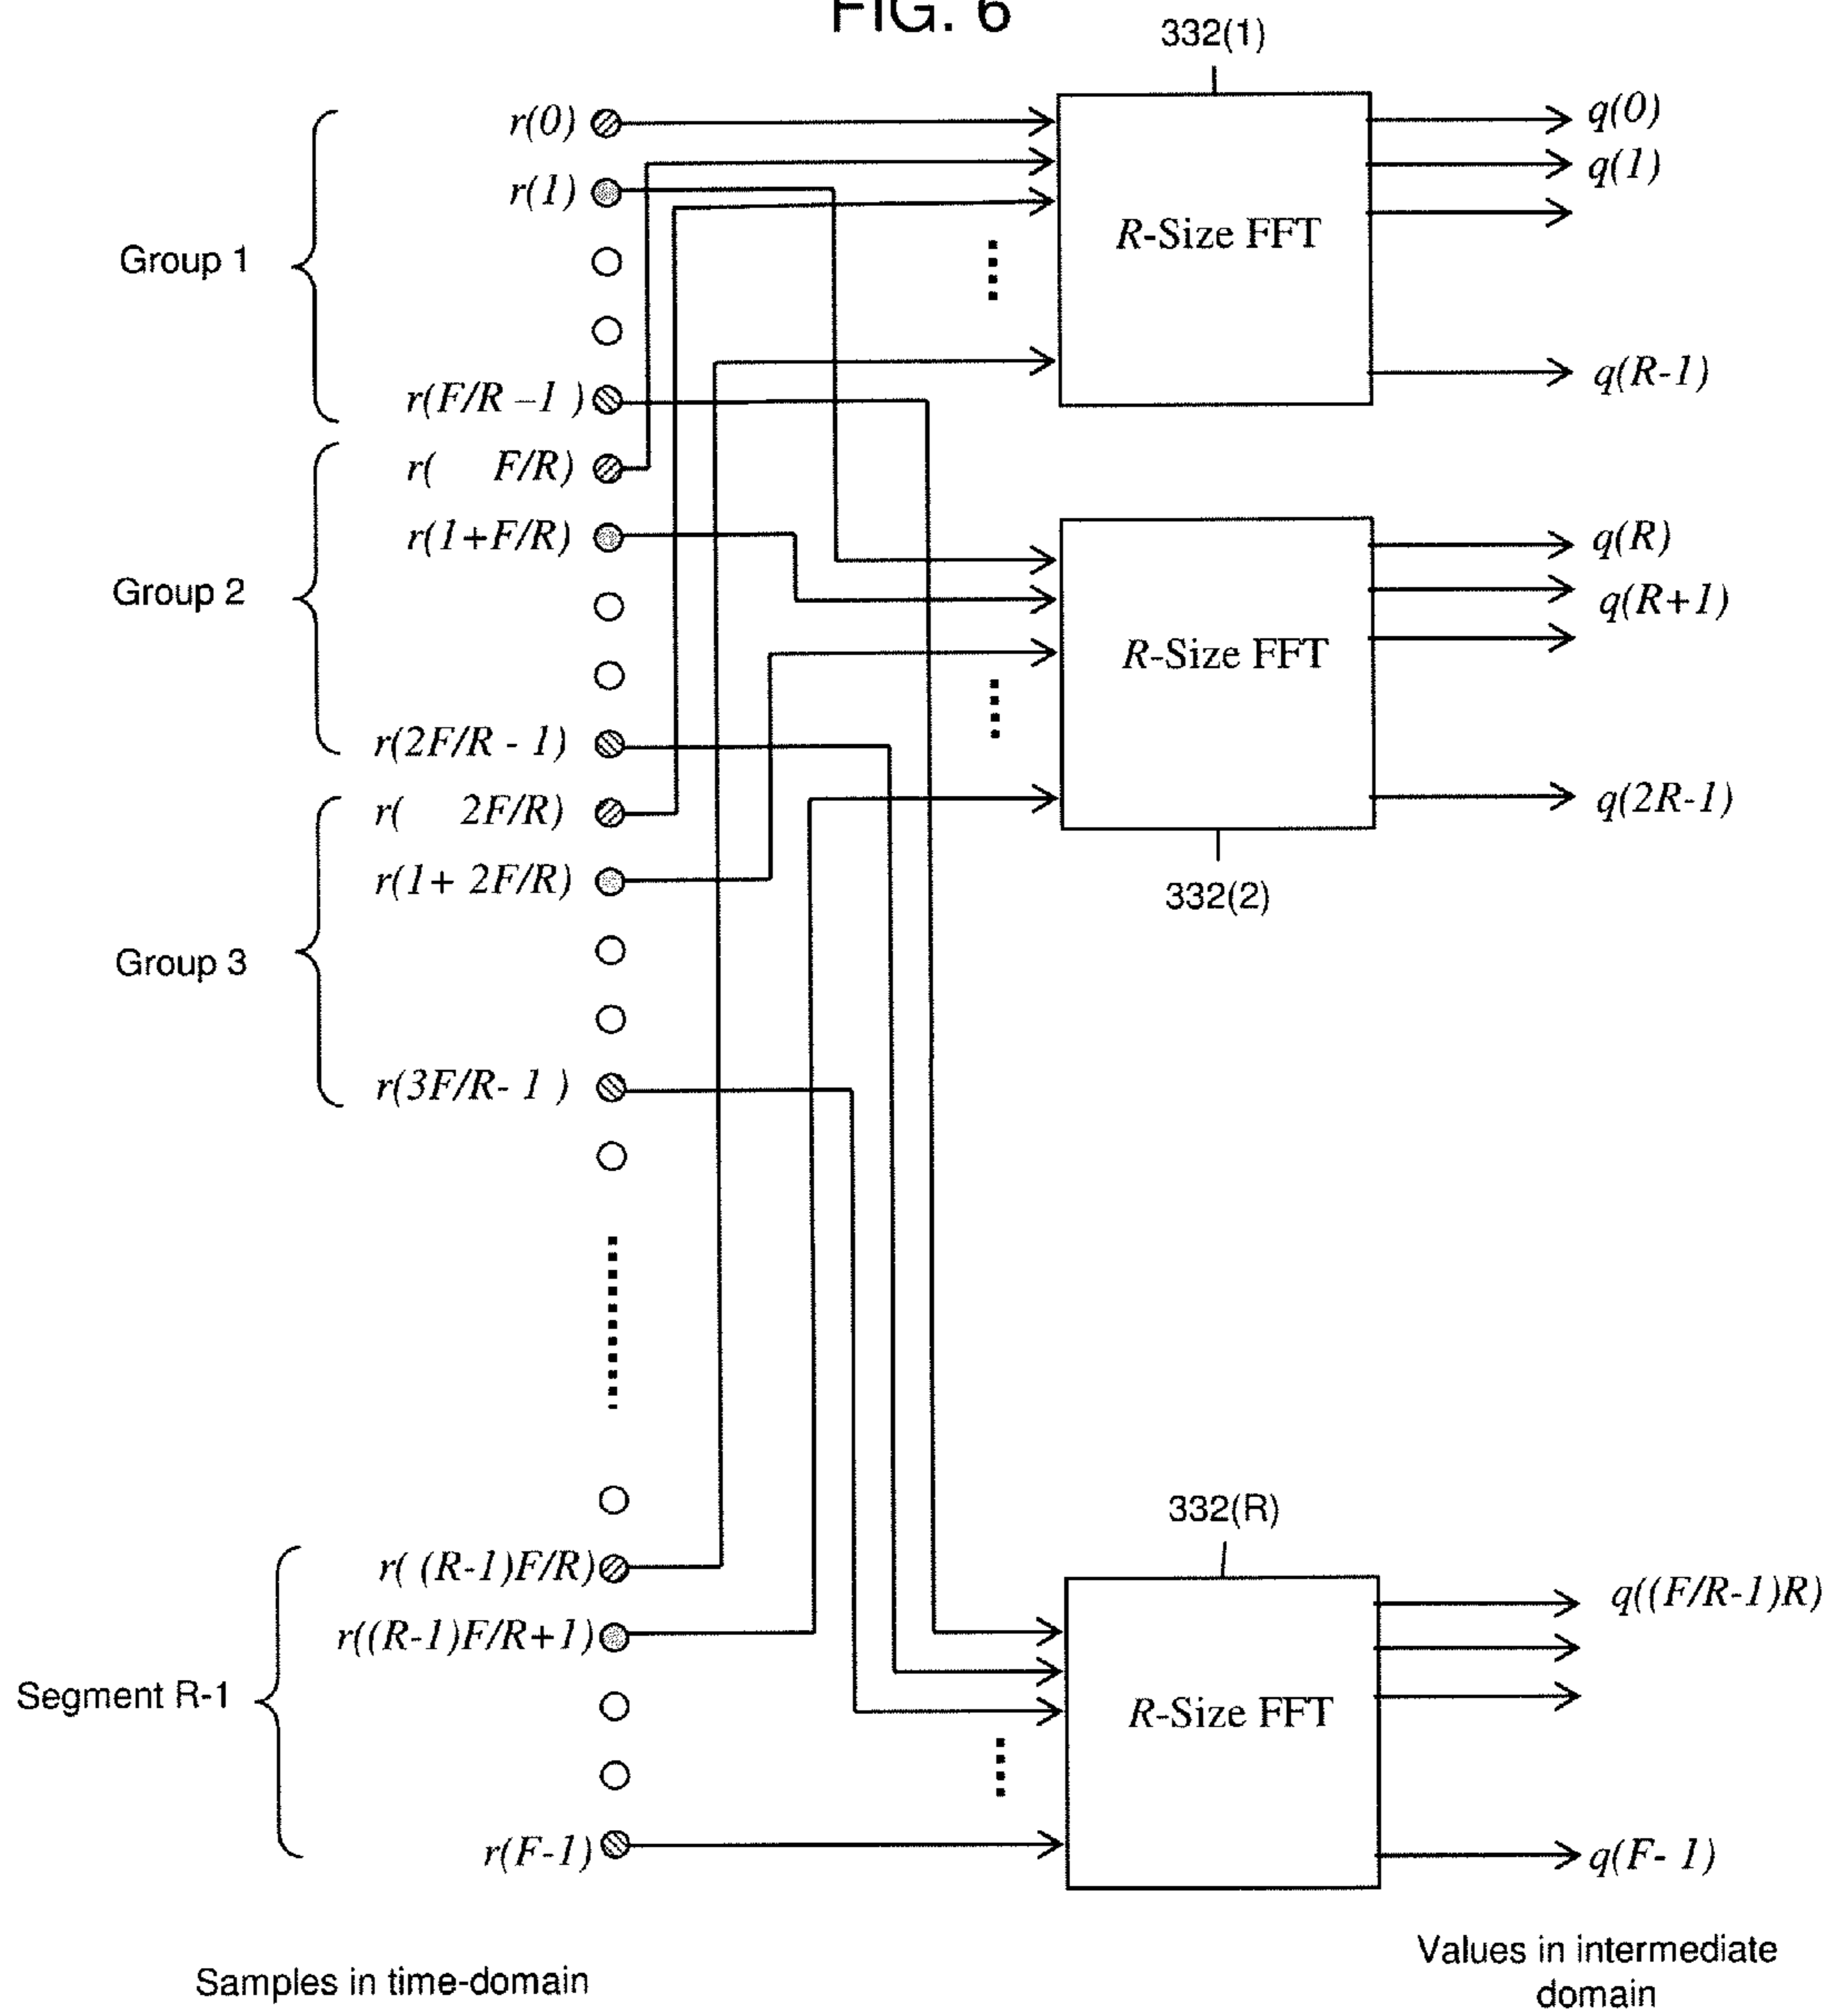 FIG. 6
332(1)
r(0)
q(0)
r(1)
q(1)
R-Size FFT
Group 1
q(R-1)
r(F/R –1 )
r( F/R)
r(1+F/R)
q(R)
Group 2
q(R+1)
R-Size FFT
r(2F/R - 1)
q(2R-1)
r( 2F/R)
r(1+ 2F/R)
332(2)
Group 3
r(3F/R- 1 )
332(R)
r( (R-1)F/R)
q((F/R-1)R)
r((R-1)F/R+1)
Segment R-1
R-Size FFT
r(F-1)
q(F- 1)
Samples in time-domain
Values in intermediate
domain